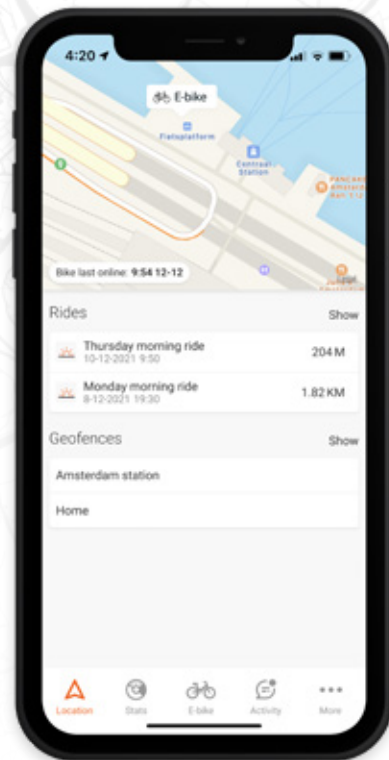 4:20
E-bike
Fietsplatform
Centraal
Station
Bike last online: 9:54 12-12
Rides
Show
Thursday morning ride
10-12-2021 9:50
204 M
Monday morning ride
8-12-2021 19:30
1.82 KM
Geofences
Show
Amsterdam station
Home
Location
Stats
E-bike
Activity
More